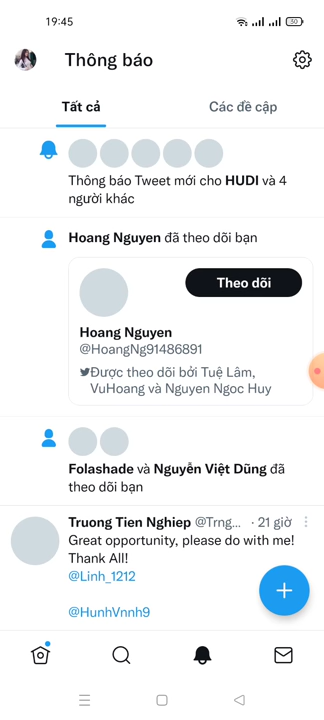 19:45
30
Thông báo
Tất cả
Các đề cập
Thông báo Tweet mới cho HUDI và 4
người khác
Hoang Nguyen đã theo dõi bạn
Theo dõi
Hoang Nguyen
@HoangNg91486891
Được theo dõi bởi Tuệ Lâm,
VuHoang và Nguyen Ngoc Huy
Folashade và Nguyễn Việt Dũng đã
theo dõi bạn
Truong Tien Nghiep @Trng... · 21 giờ
Great opportunity, please do with me!
Thank All!
@Linh_1212
@HunhVnnh9